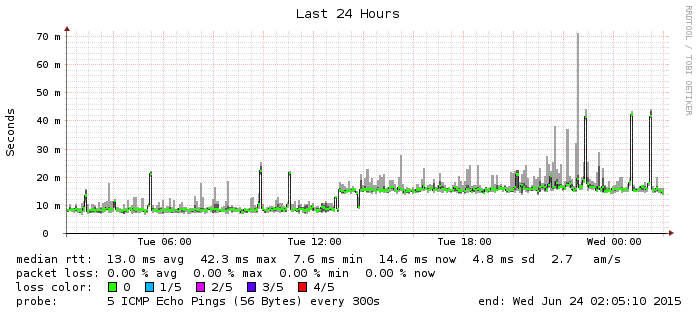 Last 24 Hours
RRDTOOL / TOBI OETIKER
Seconds
70 m
60 m
50 m
40 m
30 m
20 m
10 m
0
Tue 06:00 Tue 12:00 Tue 18:00 Wed 00:00
median rtt: 13.0 ms avg 42.3 ms max 7.6 ms min 14.6 ms now 4.8 ms sd 2.7 am/s
packet loss: 0.00 % avg 0.00 % max 0.00 % min 0.00 % now
loss color: 0 1/5 2/5 3/5 4/5
probe: 5 ICMP Echo Pings (56 Bytes) every 300s end: Wed Jun 24 02:05:10 2015